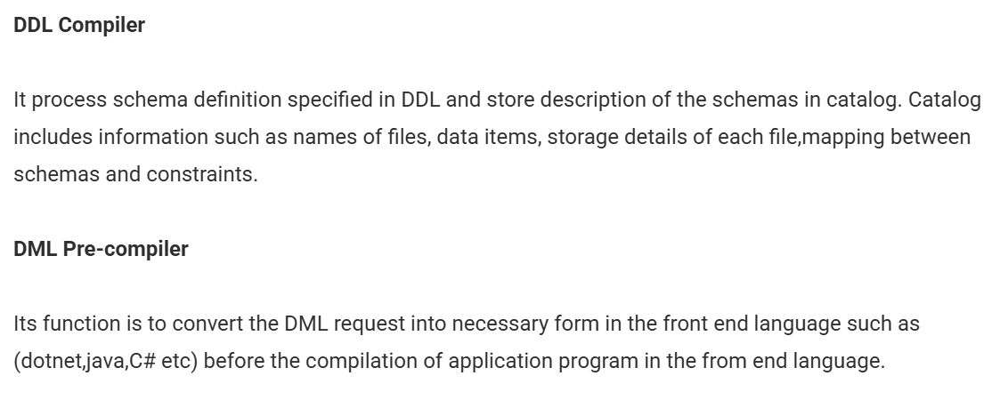 DDL Compiler
It process schema definition specified in DDL and store description of the schemas in catalog. Catalog
includes information such as names of files, data items, storage details of each file,mapping between
schemas and constraints.
DML Pre-compiler
Its function is to convert the DML request into necessary form in the front end language such as
(dotnet,java,C# etc) before the compilation of application program in the from end language.